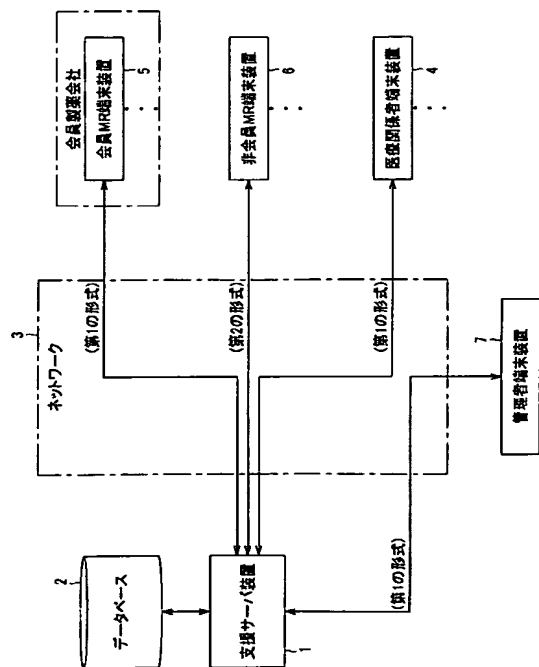 会員製薬会社
会員MR端末装置
5
・・・
非会員MR端末装置
6
・・・
医療関係者端末装置
4
・・・
3
ネットワーク
(第1の形式)
(第2の形式)
(第1の形式)
7
管理者端末装置
(第1の形式)
2
データベース
支援サーバ装置
1